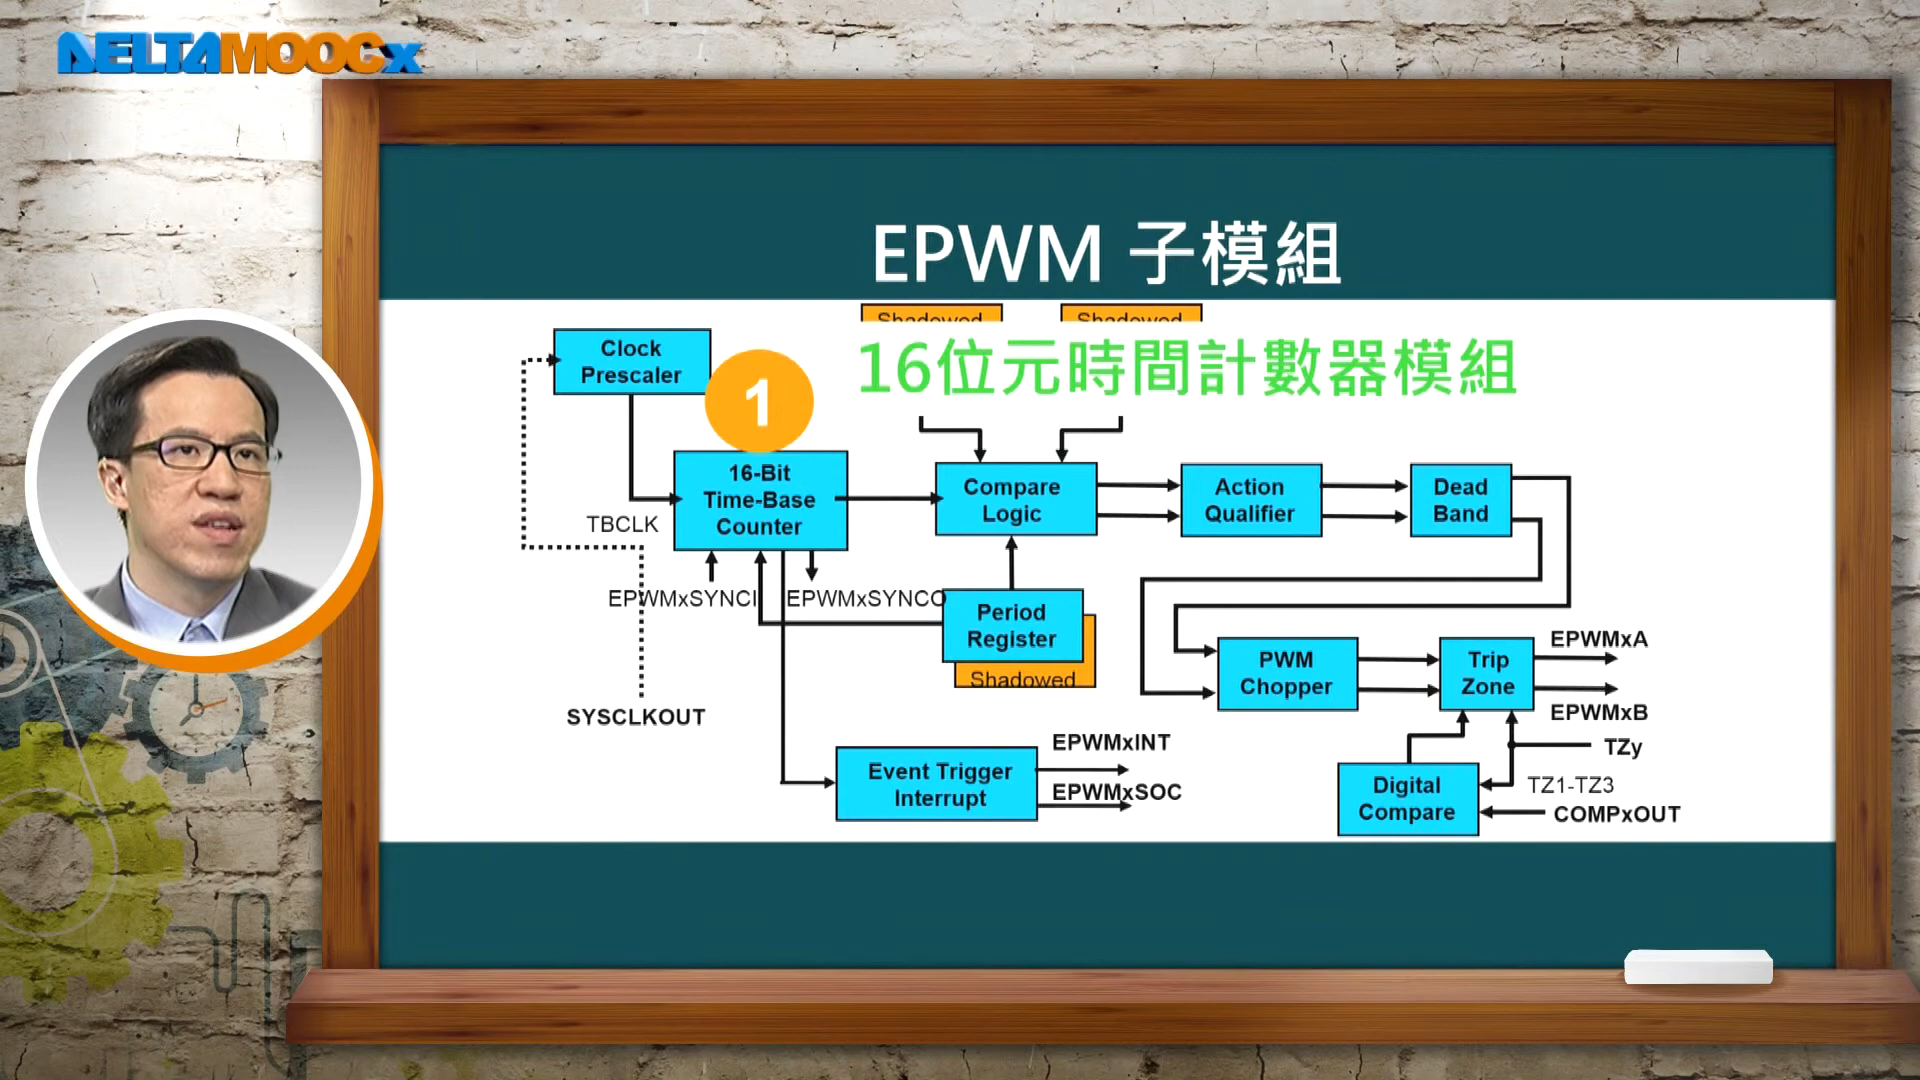 DELTAMOOCx
EPWM 子模組
Shadowed
Shadowed
16位元時間計數器模組
Clock
Prescaler
1
16-Bit
Time-Base
Counter
TBCLK
Compare
Logic
Action
Qualifier
Dead
Band
EPWMxSYNCI
EPWMxSYNCO
Period
Register
Shadowed
SYSCLKOUT
PWM
Chopper
Trip
Zone
EPWMxA
EPWMxB
TZy
Event Trigger
Interrupt
EPWMxINT
EPWMxSOC
Digital
Compare
TZ1-TZ3
COMPxOUT